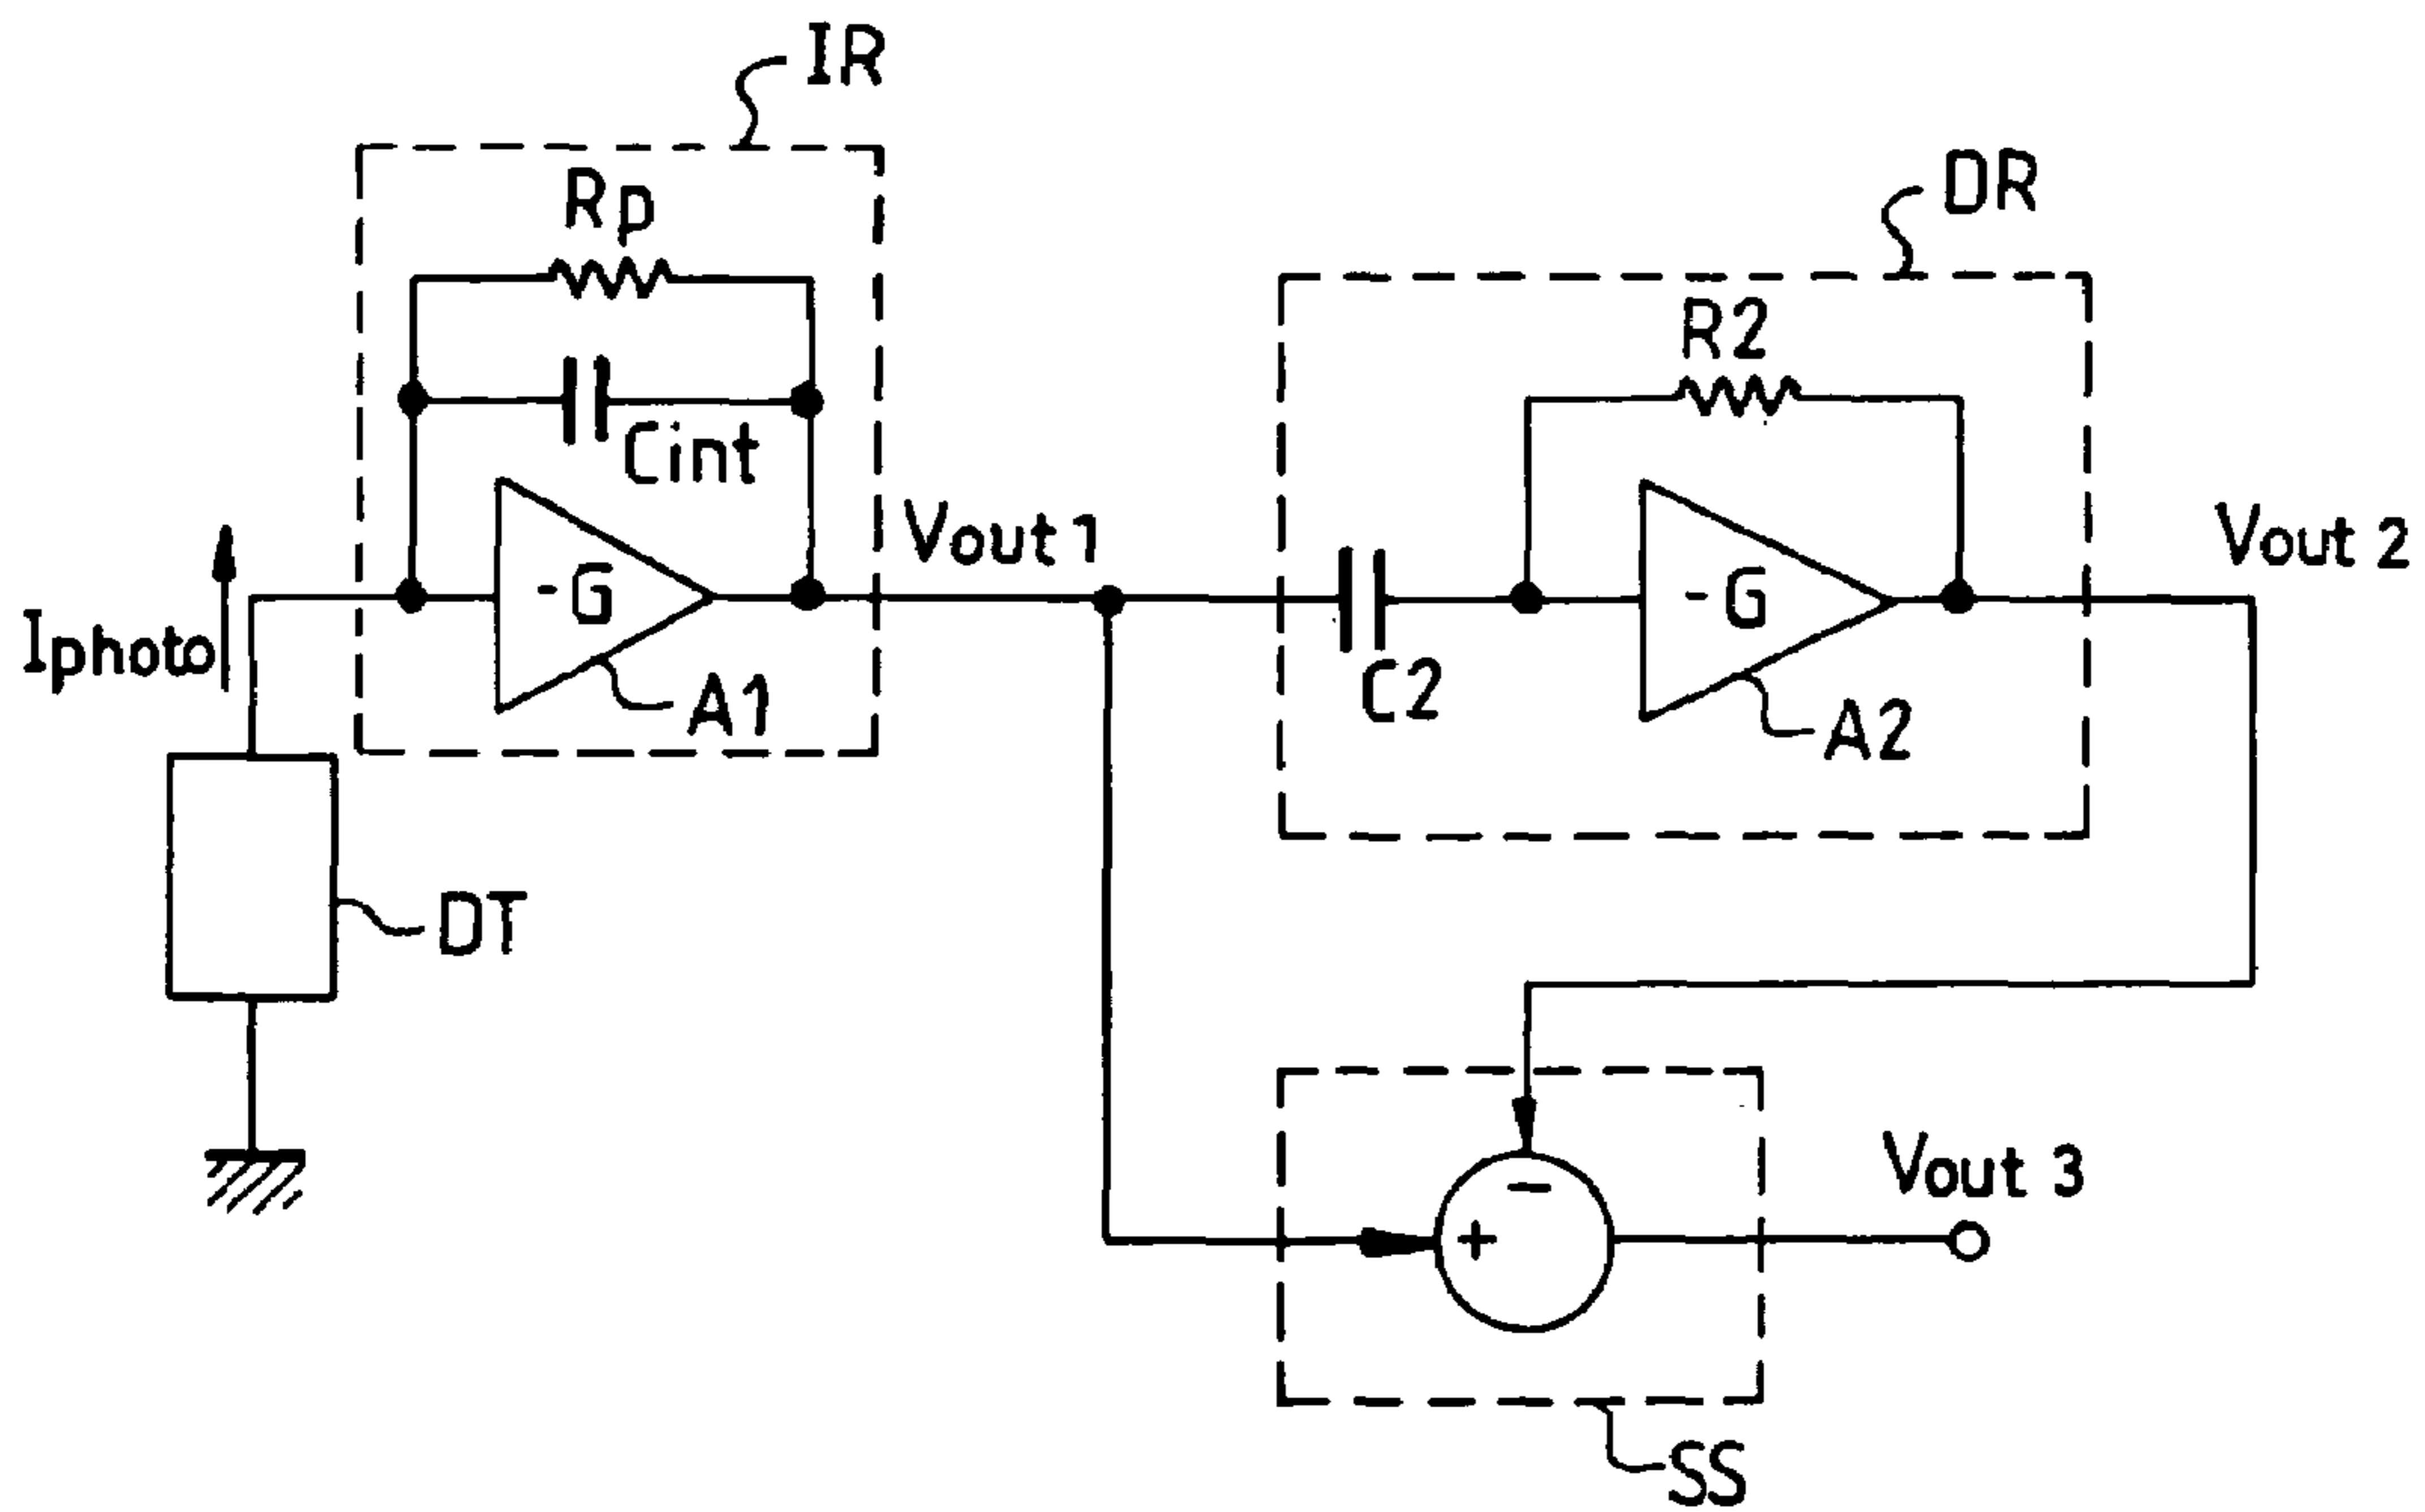 IR
Rp
DR
R2
Cint
Vout 1
Vout 2
-G
-G
Iphoto
C2
A1
A2
DT
-
+
Vout 3
SS